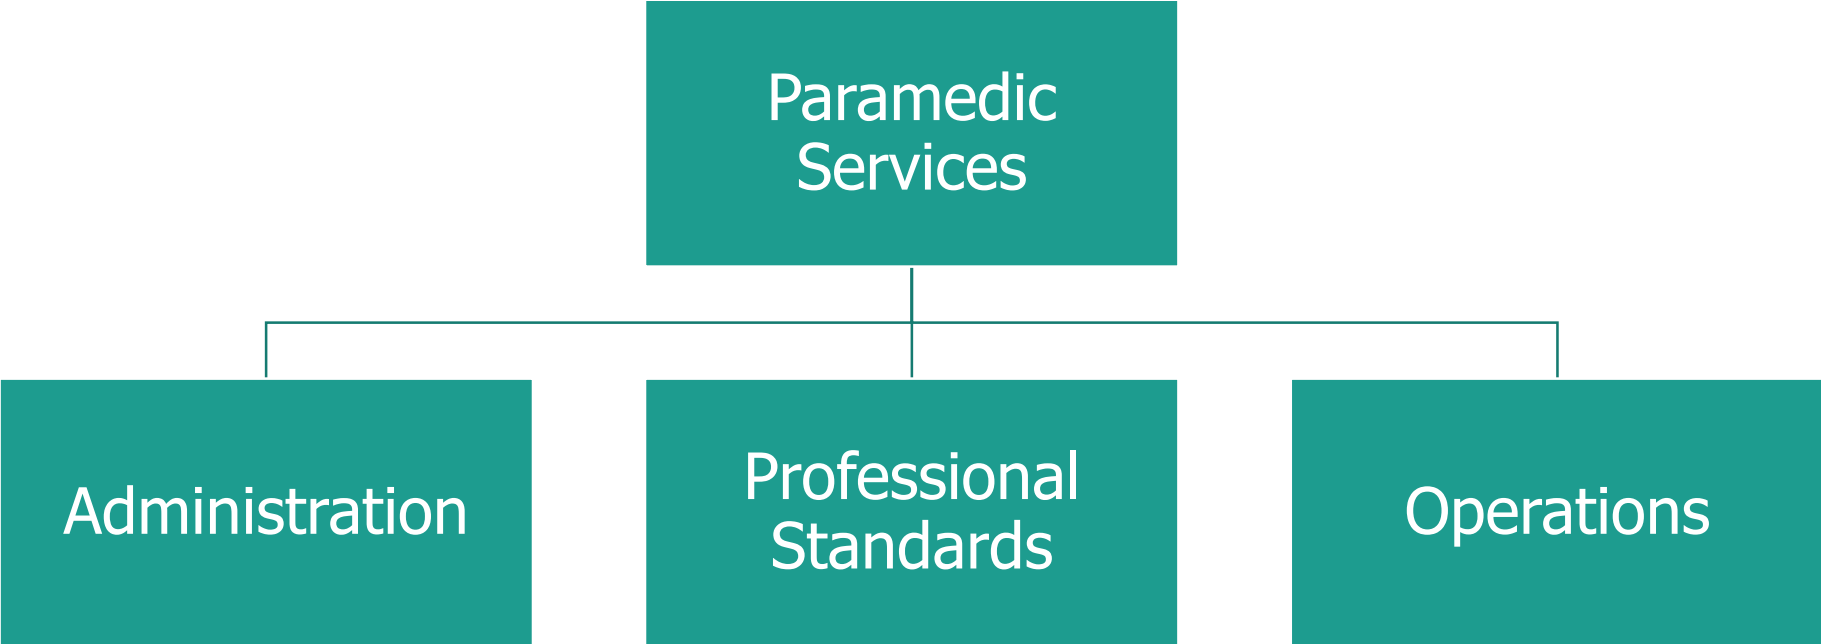 Paramedic
Services
Administration
Professional
Standards
Operations